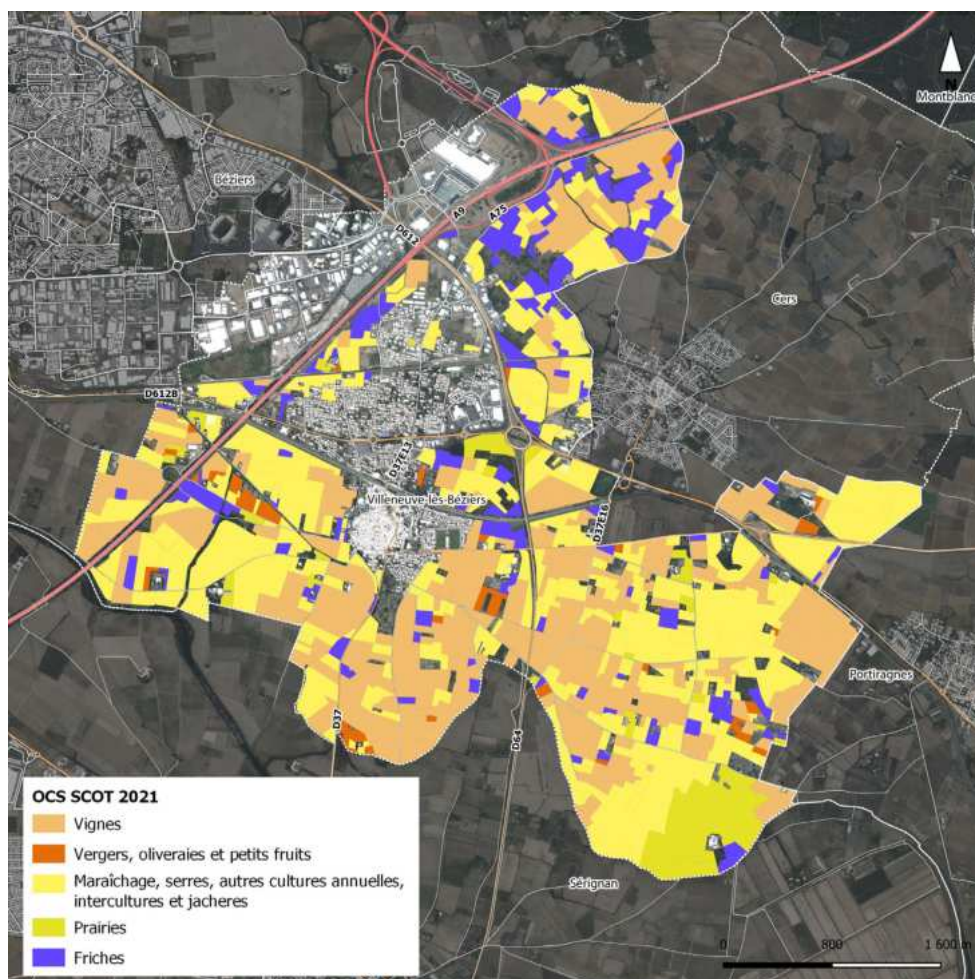 N
Montblanc
Béziers
A9
A75
D612
Cers
D612B
D37E13
Villeneuve-lès-Béziers
D37E16
Portiragnes
D37
D64
Sérignan
OCS SCOT 2021
Vignes
Vergers, oliveraies et petits fruits
Maraîchage, serres, autres cultures annuelles,
intercultures et jacheres
Prairies
Friches
0 800 1 600 m